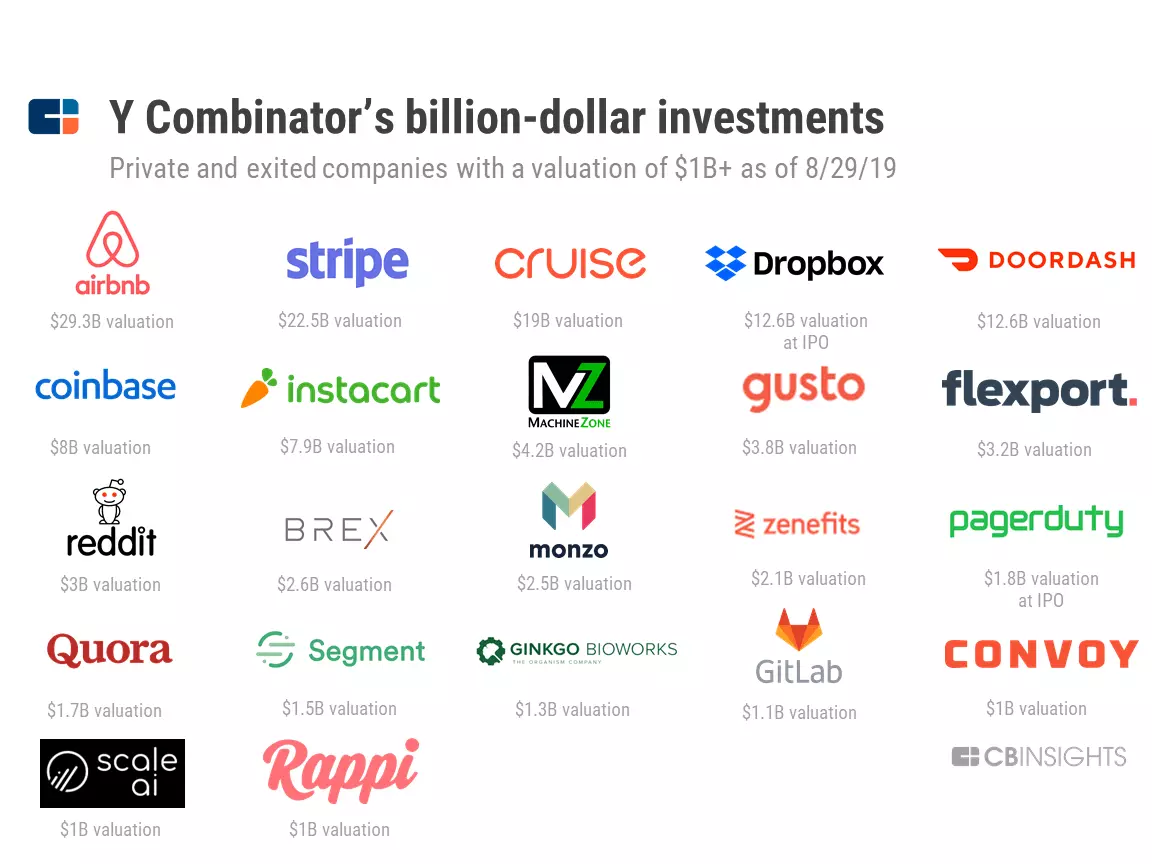 Y Combinator’s billion-dollar investments
Private and exited companies with a valuation of $1B+ as of 8/29/19
airbnb
$29.3B valuation
stripe
$22.5B valuation
cruise
$19B valuation
Dropbox
$12.6B valuation
at IPO
DOORDASH
$12.6B valuation
coinbase
$8B valuation
instacart
$7.9B valuation
MZ
MACHINE ZONE
$4.2B valuation
gusto
$3.8B valuation
flexport.
$3.2B valuation
reddit
$3B valuation
BREX
$2.6B valuation
monzo
$2.5B valuation
zenefits
$2.1B valuation
pagerduty
$1.8B valuation
at IPO
Quora
$1.7B valuation
Segment
$1.5B valuation
GINKGO BIOWORKS
THE ORGANISM COMPANY
$1.3B valuation
GitLab
$1.1B valuation
CONVOY
$1B valuation
scale
ai
$1B valuation
Rappi
$1B valuation
CBINSIGHTS